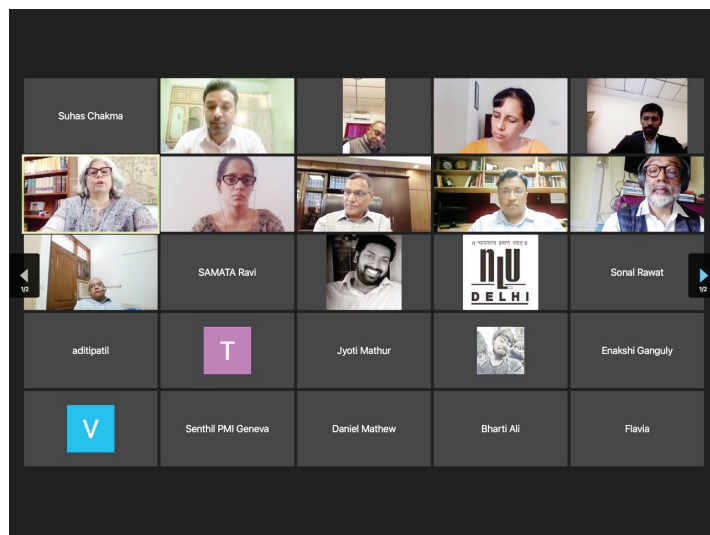 Suhas Chakma
SAMATA Ravi
NLU
DELHI
Sonal Rawat
1/2
1/2
aditipatil
T
Jyoti Mathur
Enakshi Ganguly
V
Senthil PMI Geneva
Daniel Mathew
Bharti Ali
Flavia